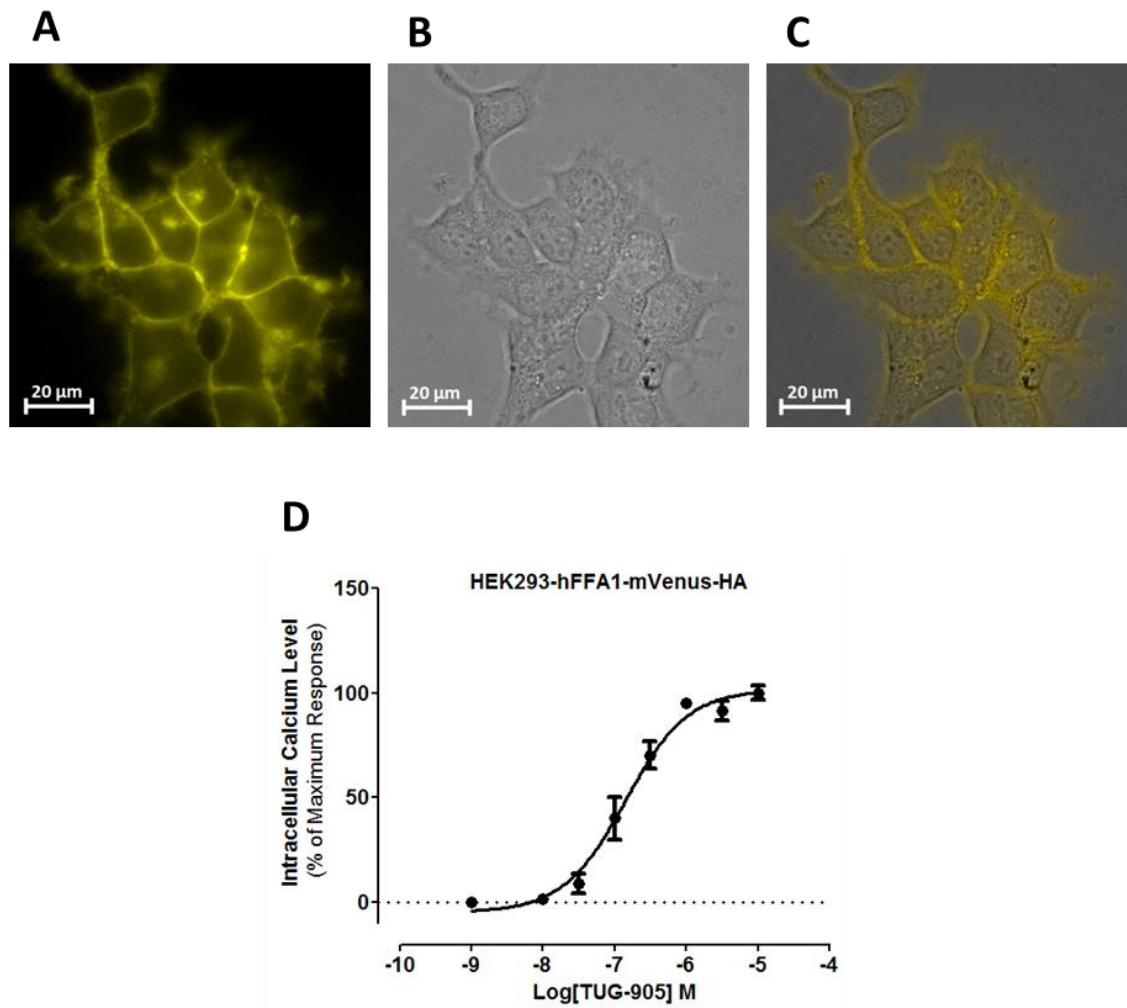 A
B
C
20 µm
20 µm
20 µm
D
HEK293-hFFA1-mVenus-HA
Intracellular Calcium Level
(% of Maximum Response)
150
100
50
0
-10 -9 -8 -7 -6 -5 -4
Log[TUG-905] M